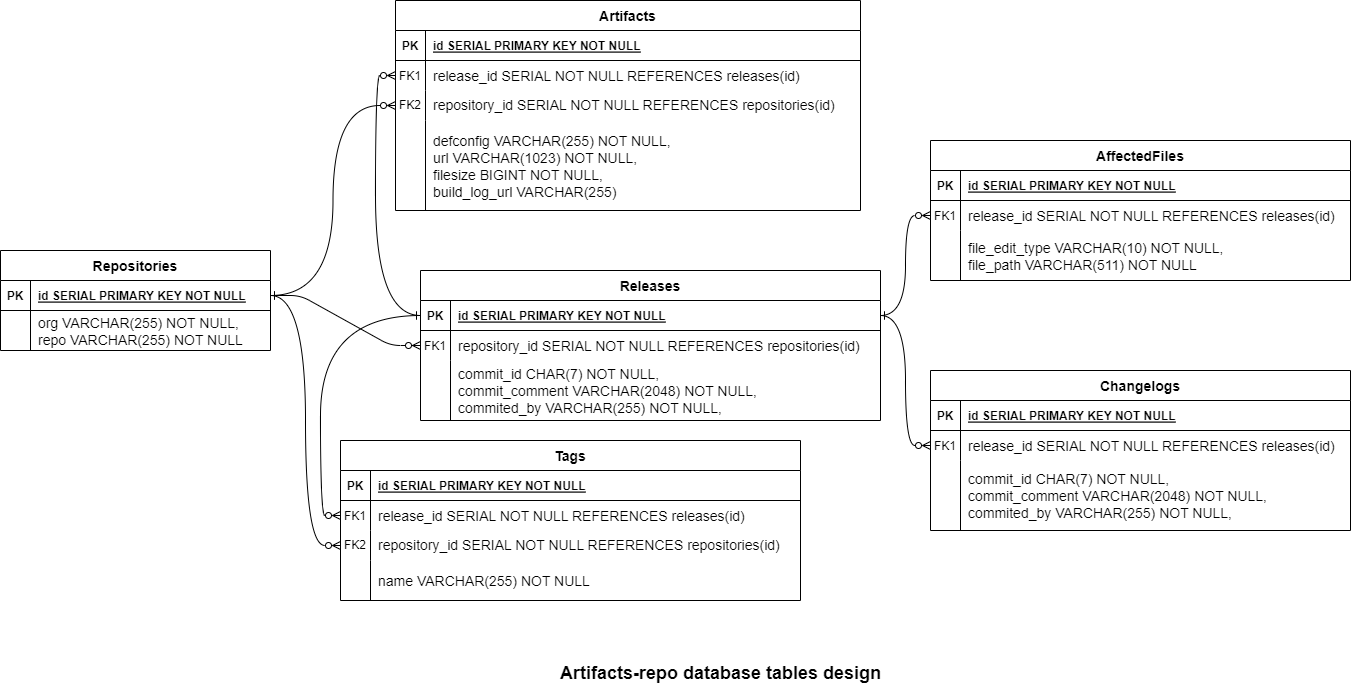 Artifacts
PK id SERIAL PRIMARY KEY NOT NULL
FK1 release_id SERIAL NOT NULL REFERENCES releases(id)
FK2 repository_id SERIAL NOT NULL REFERENCES repositories(id)
defconfig VARCHAR(255) NOT NULL,
url VARCHAR(1023) NOT NULL,
filesize BIGINT NOT NULL,
build_log_url VARCHAR(255)
AffectedFiles
PK id SERIAL PRIMARY KEY NOT NULL
FK1 release_id SERIAL NOT NULL REFERENCES releases(id)
file_edit_type VARCHAR(10) NOT NULL,
file_path VARCHAR(511) NOT NULL
Repositories
PK id SERIAL PRIMARY KEY NOT NULL
org VARCHAR(255) NOT NULL,
repo VARCHAR(255) NOT NULL
Releases
PK id SERIAL PRIMARY KEY NOT NULL
FK1 repository_id SERIAL NOT NULL REFERENCES repositories(id)
commit_id CHAR(7) NOT NULL,
commit_comment VARCHAR(2048) NOT NULL,
commited_by VARCHAR(255) NOT NULL,
Changelogs
PK id SERIAL PRIMARY KEY NOT NULL
FK1 release_id SERIAL NOT NULL REFERENCES releases(id)
commit_id CHAR(7) NOT NULL,
commit_comment VARCHAR(2048) NOT NULL,
commited_by VARCHAR(255) NOT NULL,
Tags
PK id SERIAL PRIMARY KEY NOT NULL
FK1 release_id SERIAL NOT NULL REFERENCES releases(id)
FK2 repository_id SERIAL NOT NULL REFERENCES repositories(id)
name VARCHAR(255) NOT NULL
Artifacts-repo database tables design